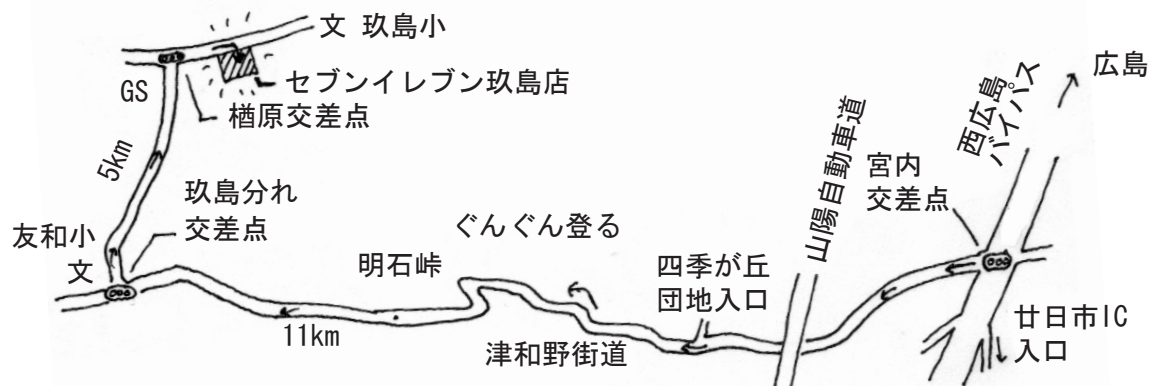 文 玖島小
セブンイレブン玖島店
GS
楢原交差点
5km
玖島分れ
交差点
友和小
文
明石峠
ぐんぐん登る
11km
津和野街道
四季が丘
団地入口
山陽自動車道
宮内
交差点
西広島
バイパス
広島
廿日市IC
入口